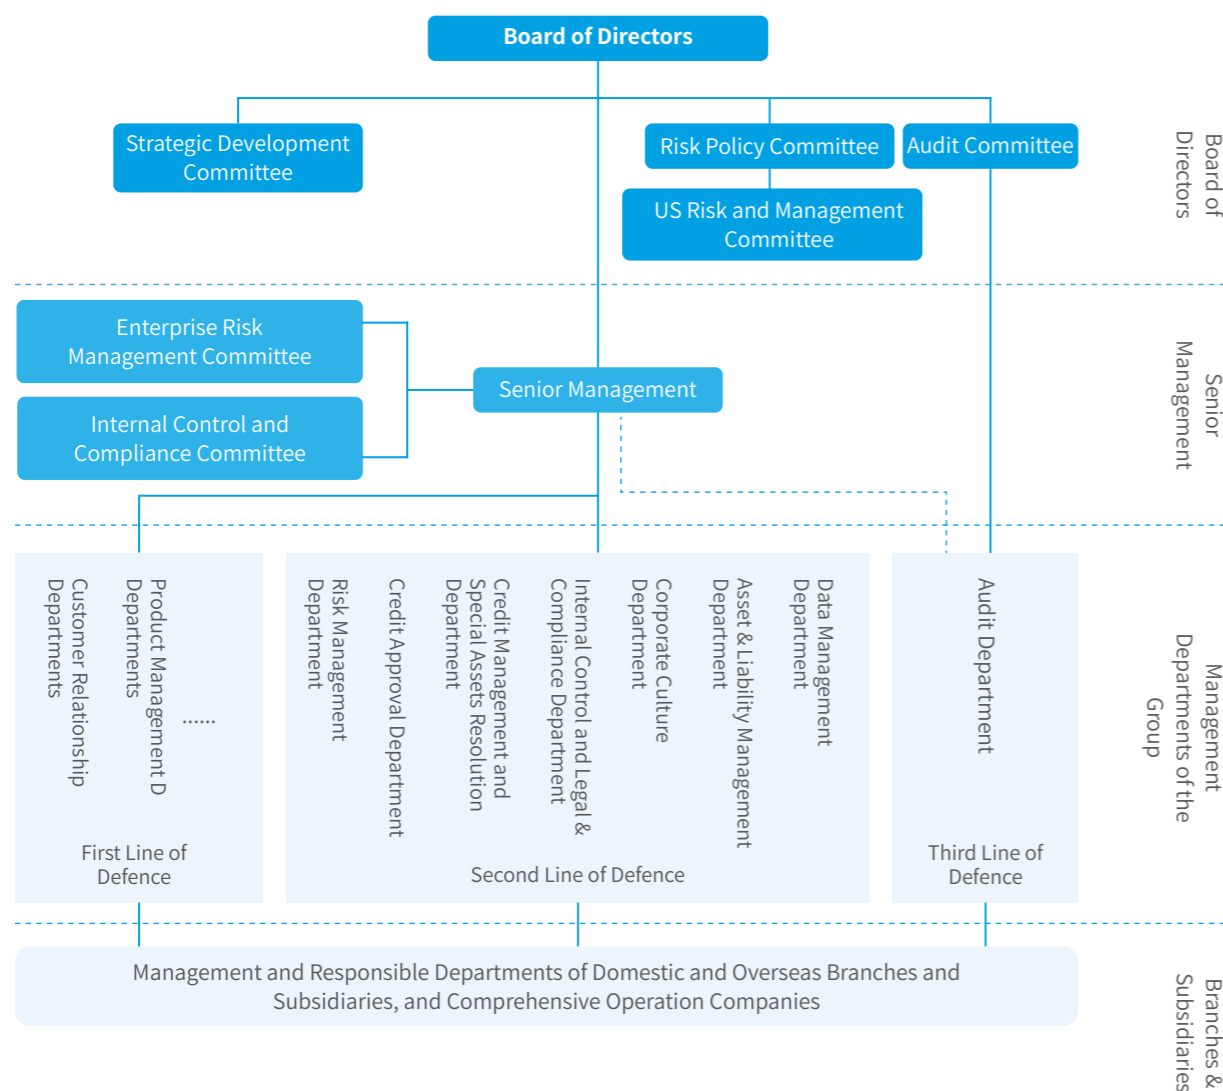 Board of Directors
Strategic Development
Committee
Risk Policy Committee
Audit Committee
US Risk and Management
Committee
Board of
Directors
Enterprise Risk
Management Committee
Senior Management
Internal Control and
Compliance Committee
Senior
Management
Customer Relationship
Departments
Product Management D
Departments
......
First Line of
Defence
Risk Management
Department
Credit Approval Department
Credit Management and
Special Assets Resolution
Department
Internal Control and Legal &
Compliance Department
Corporate Culture
Department
Asset & Liability Management
Department
Data Management
Department
Second Line of Defence
Audit Department
Third Line of
Defence
Management
Departments of the
Group
Management and Responsible Departments of Domestic and Overseas Branches and
Subsidiaries, and Comprehensive Operation Companies
Branches &
Subsidiaries